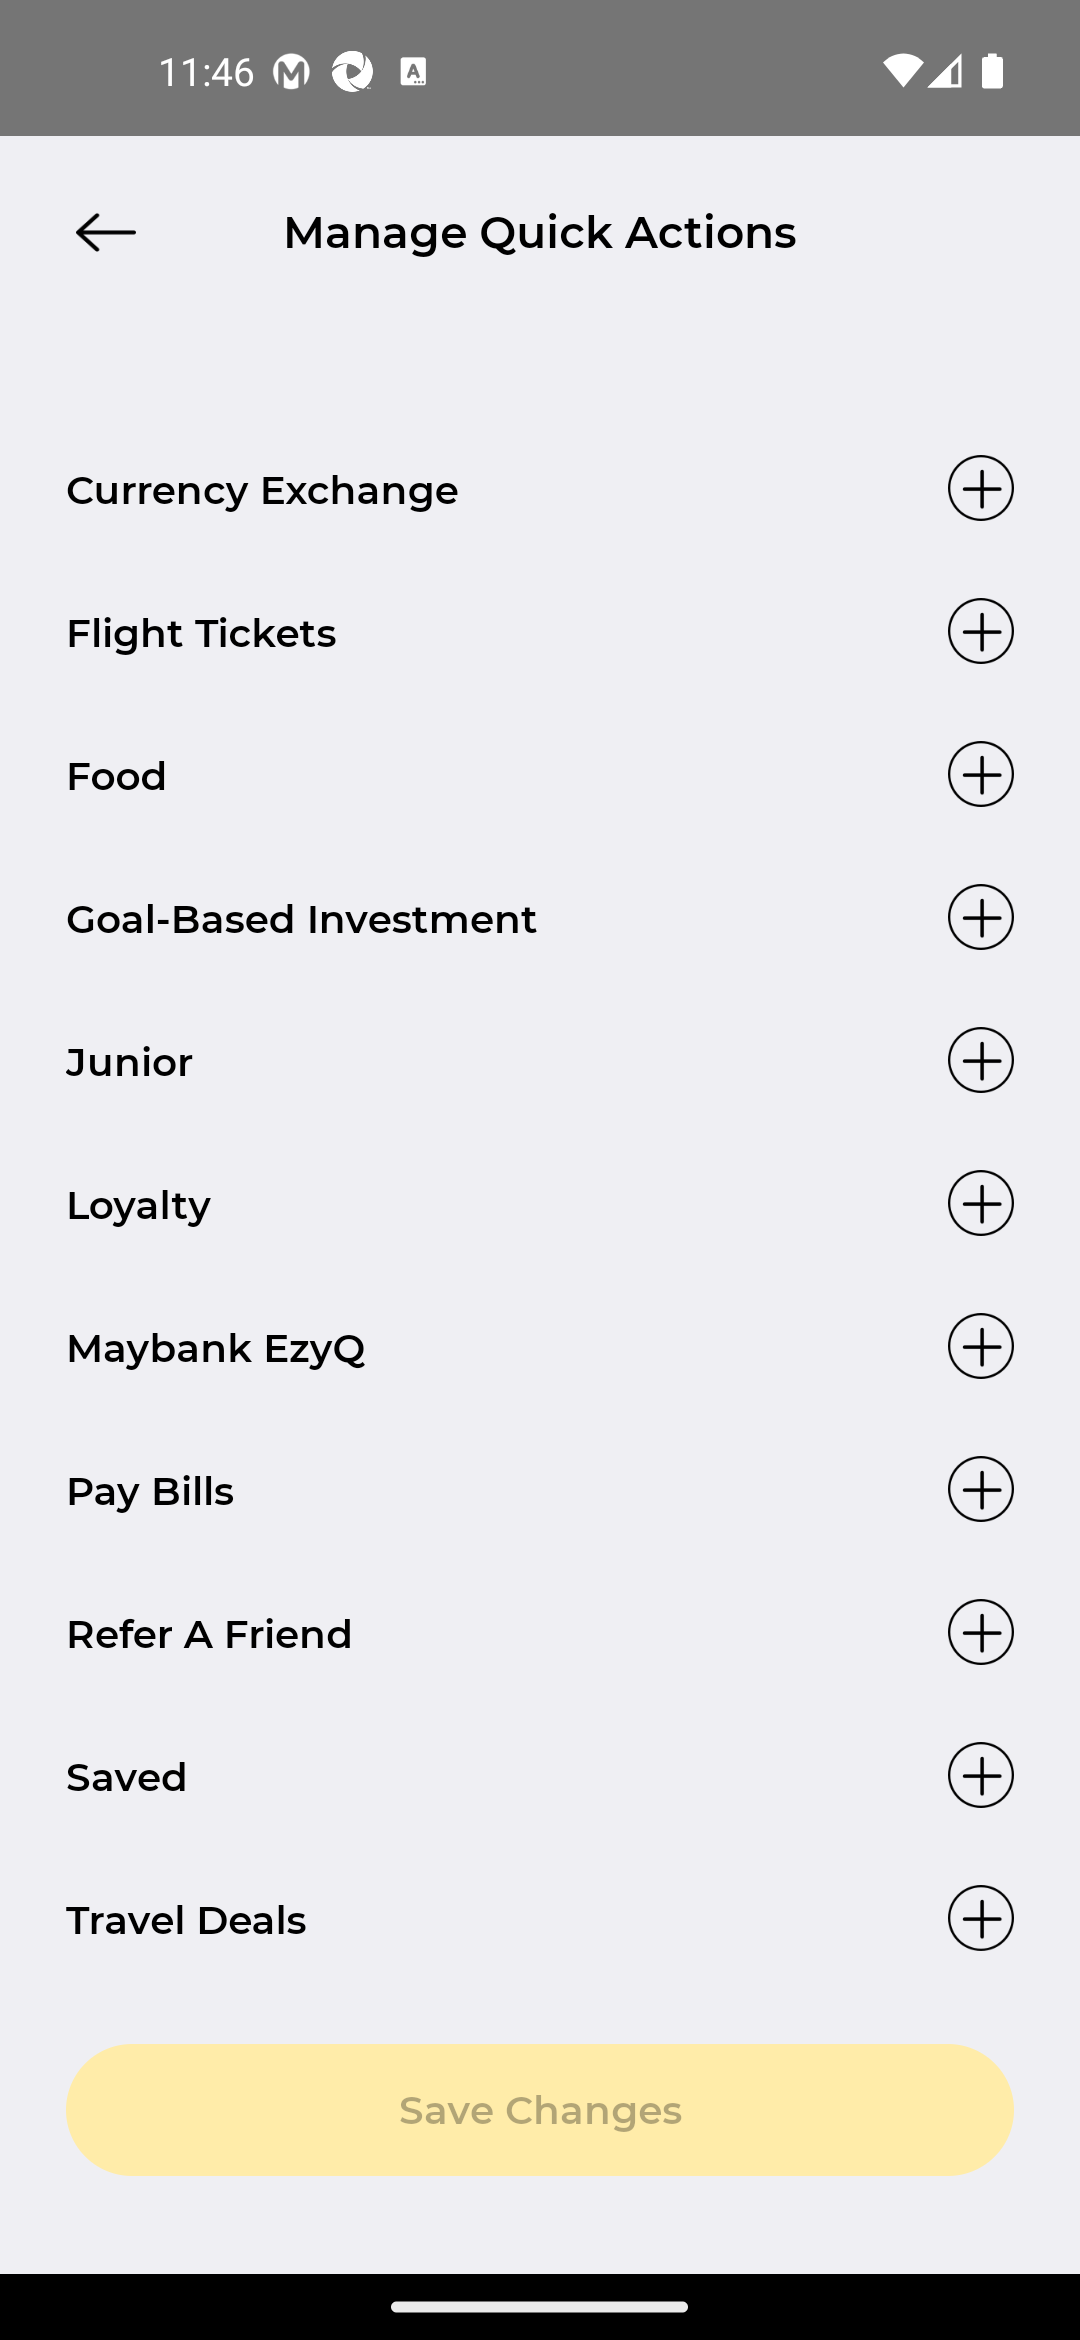 11:46
Manage Quick Actions
Currency Exchange
Flight Tickets
Food
Goal-Based Investment
Junior
Loyalty
Maybank EzyQ
Pay Bills
Refer A Friend
Saved
Travel Deals
Save Changes